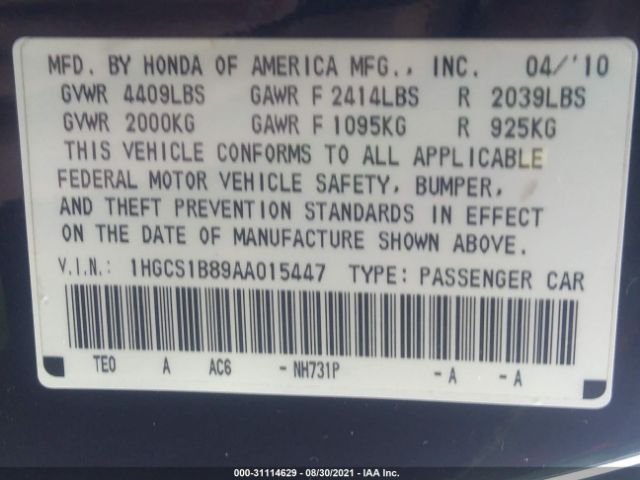 MFD. BY HONDA OF AMERICA MFG., INC. 04/'10
GVWR 4409LBS GAWR F 2414LBS R 2039LBS
GVWR 2000KG GAWR F 1095KG R 925KG
THIS VEHICLE CONFORMS TO ALL APPLICABLE
FEDERAL MOTOR VEHICLE SAFETY, BUMPER,
AND THEFT PREVENTION STANDARDS IN EFFECT
ON THE DATE OF MANUFACTURE SHOWN ABOVE.
V.I.N.: 1HGCS1B89AA015447 TYPE: PASSENGER CAR
TE0 A AC6 -NH731P -A -A
000-31114629 - 08/30/2021 - IAA Inc.